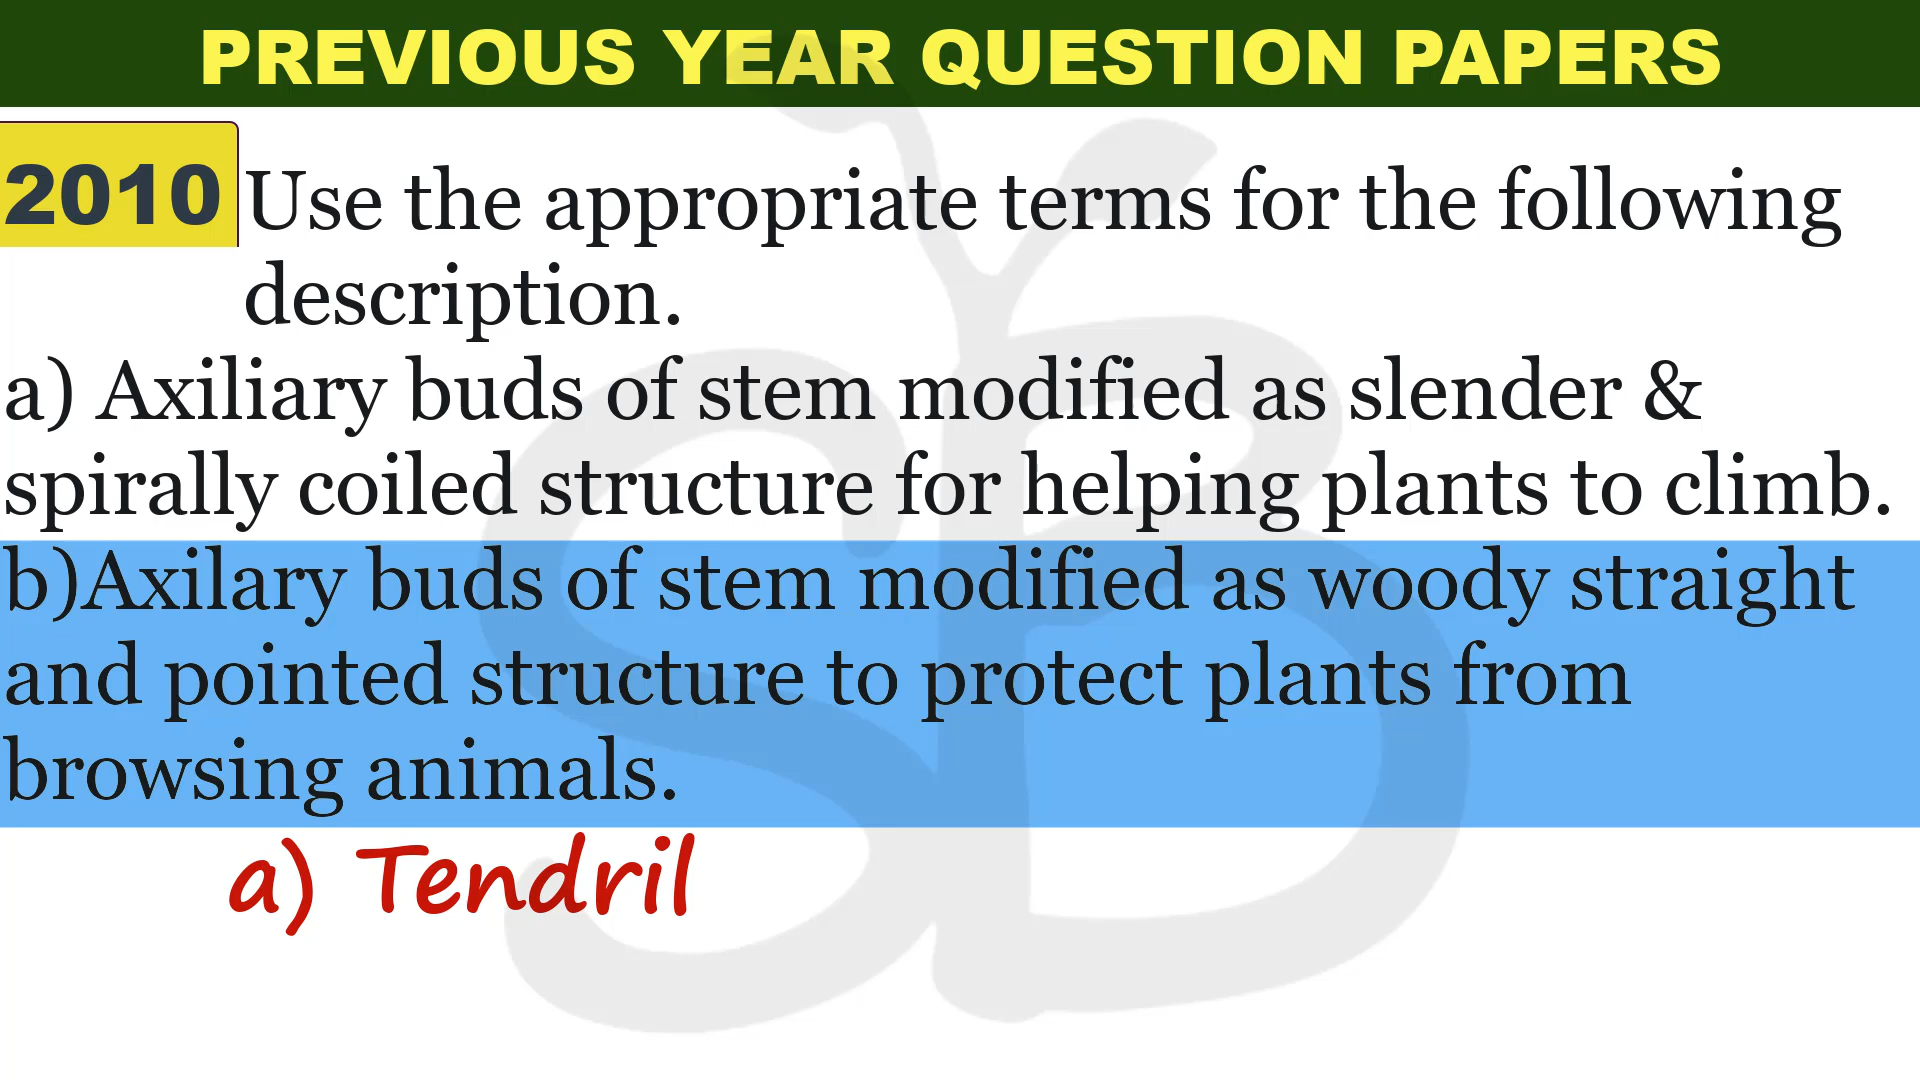 PREVIOUS YEAR QUESTION PAPERS
2010 Use the appropriate terms for the following
description.
a) Axiliary buds of stem modified as slender &
spirally coiled structure for helping plants to climb.
b)Axilary buds of stem modified as woody straight
and pointed structure to protect plants from
browsing animals.
a) Tendril